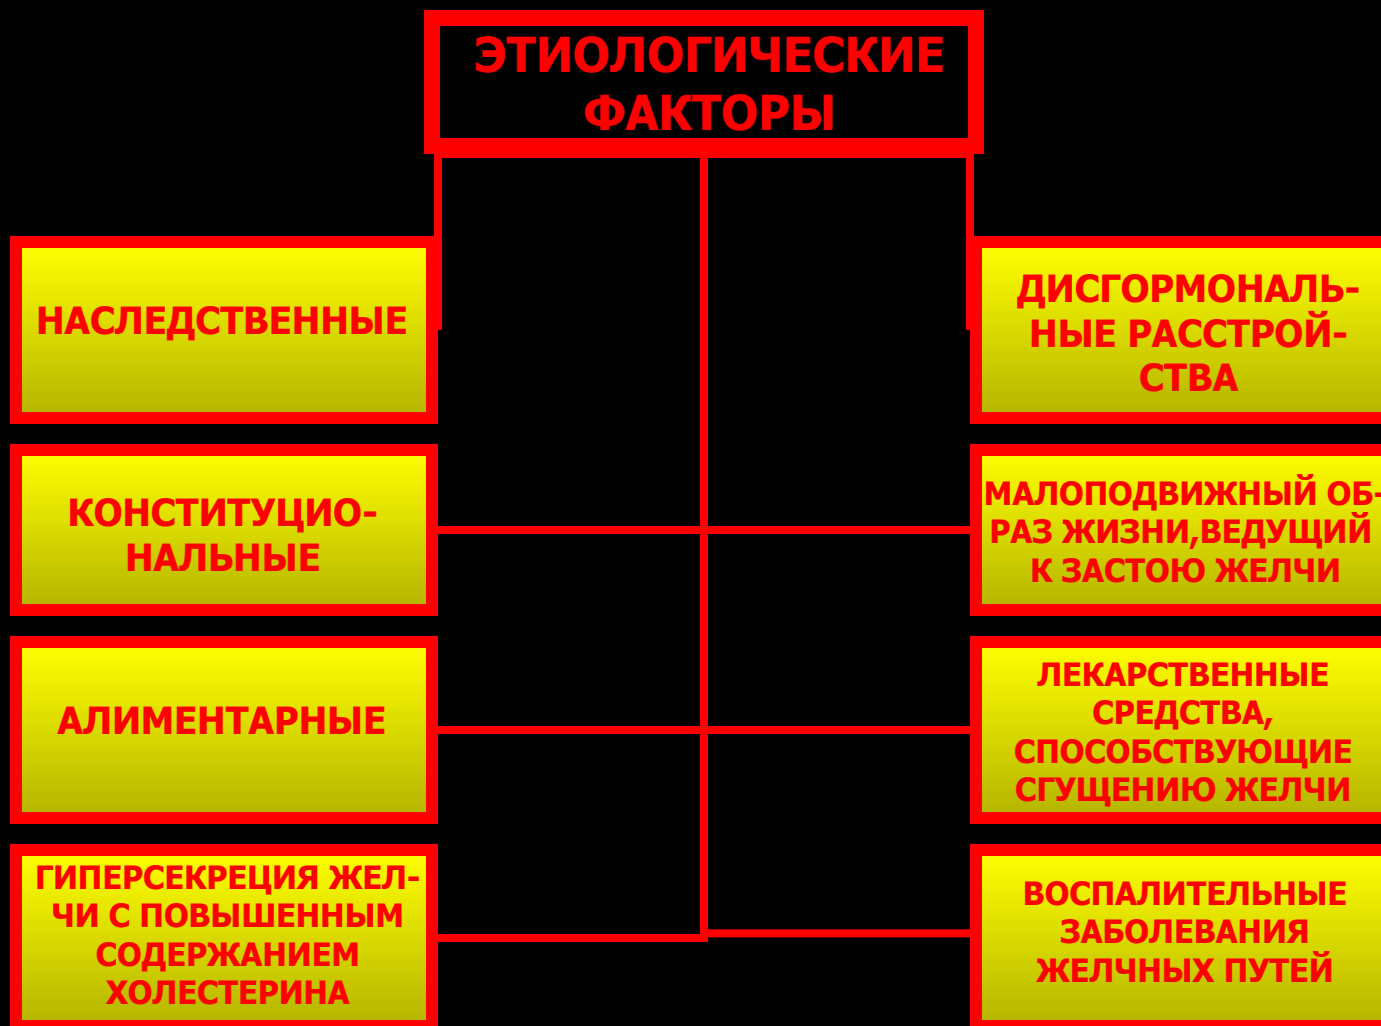 ЭТИОЛОГИЧЕСКИЕ
ФАКТОРЫ
НАСЛЕДСТВЕННЫЕ
КОНСТИТУЦИО-
НАЛЬНЫЕ
АЛИМЕНТАРНЫЕ
ГИПЕРСЕКРЕЦИЯ ЖЕЛ-
ЧИ С ПОВЫШЕННЫМ
СОДЕРЖАНИЕМ
ХОЛЕСТЕРИНА
ДИСГОРМОНАЛЬ-
НЫЕ РАССТРОЙ-
СТВА
МАЛОПОДВИЖНЫЙ ОБ-
РАЗ ЖИЗНИ,ВЕДУЩИЙ
К ЗАСТОЮ ЖЕЛЧИ
ЛЕКАРСТВЕННЫЕ
СРЕДСТВА,
СПОСОБСТВУЮЩИЕ
СГУЩЕНИЮ ЖЕЛЧИ
ВОСПАЛИТЕЛЬНЫЕ
ЗАБОЛЕВАНИЯ
ЖЕЛЧНЫХ ПУТЕЙ